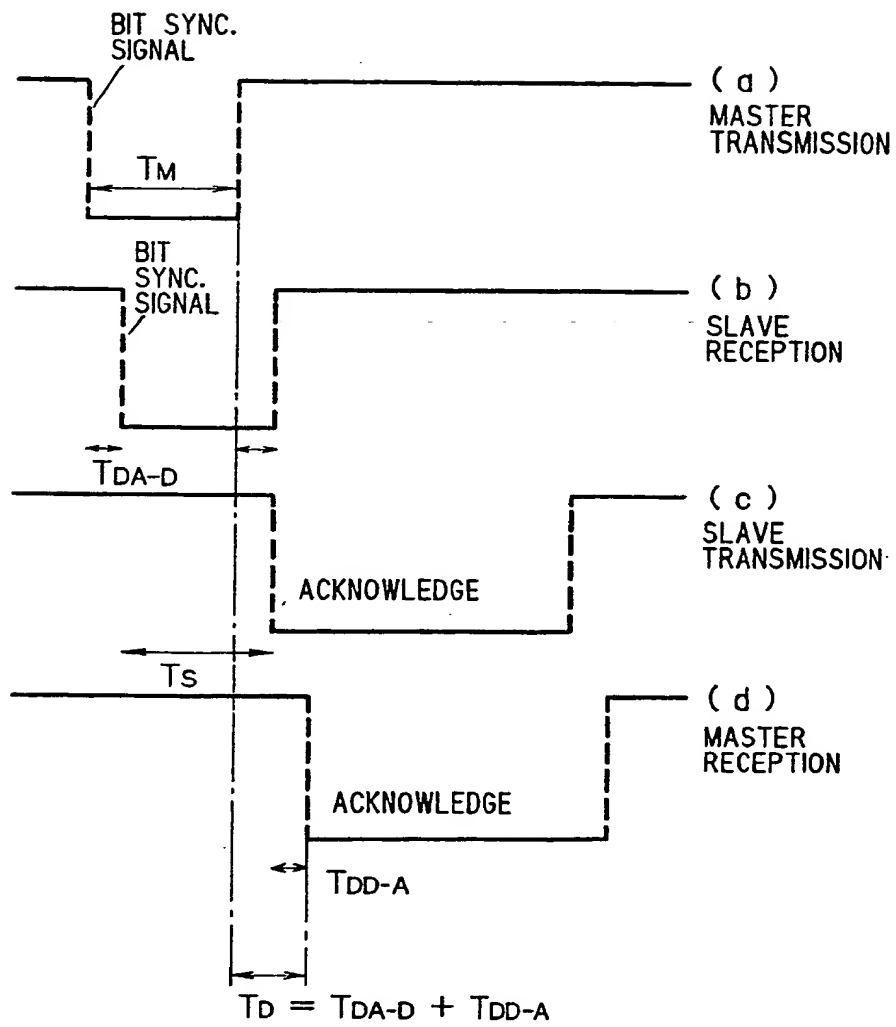 BIT SYNC.
SIGNAL
(a)
MASTER
TRANSMISSION
TM
BIT
SYNC.
SIGNAL
(b)
SLAVE
RECEPTION
TDA-D
(c)
SLAVE
TRANSMISSION
ACKNOWLEDGE
TS
(d)
MASTER
RECEPTION
ACKNOWLEDGE
TDD-A
TD = TDA-D + TDD-A